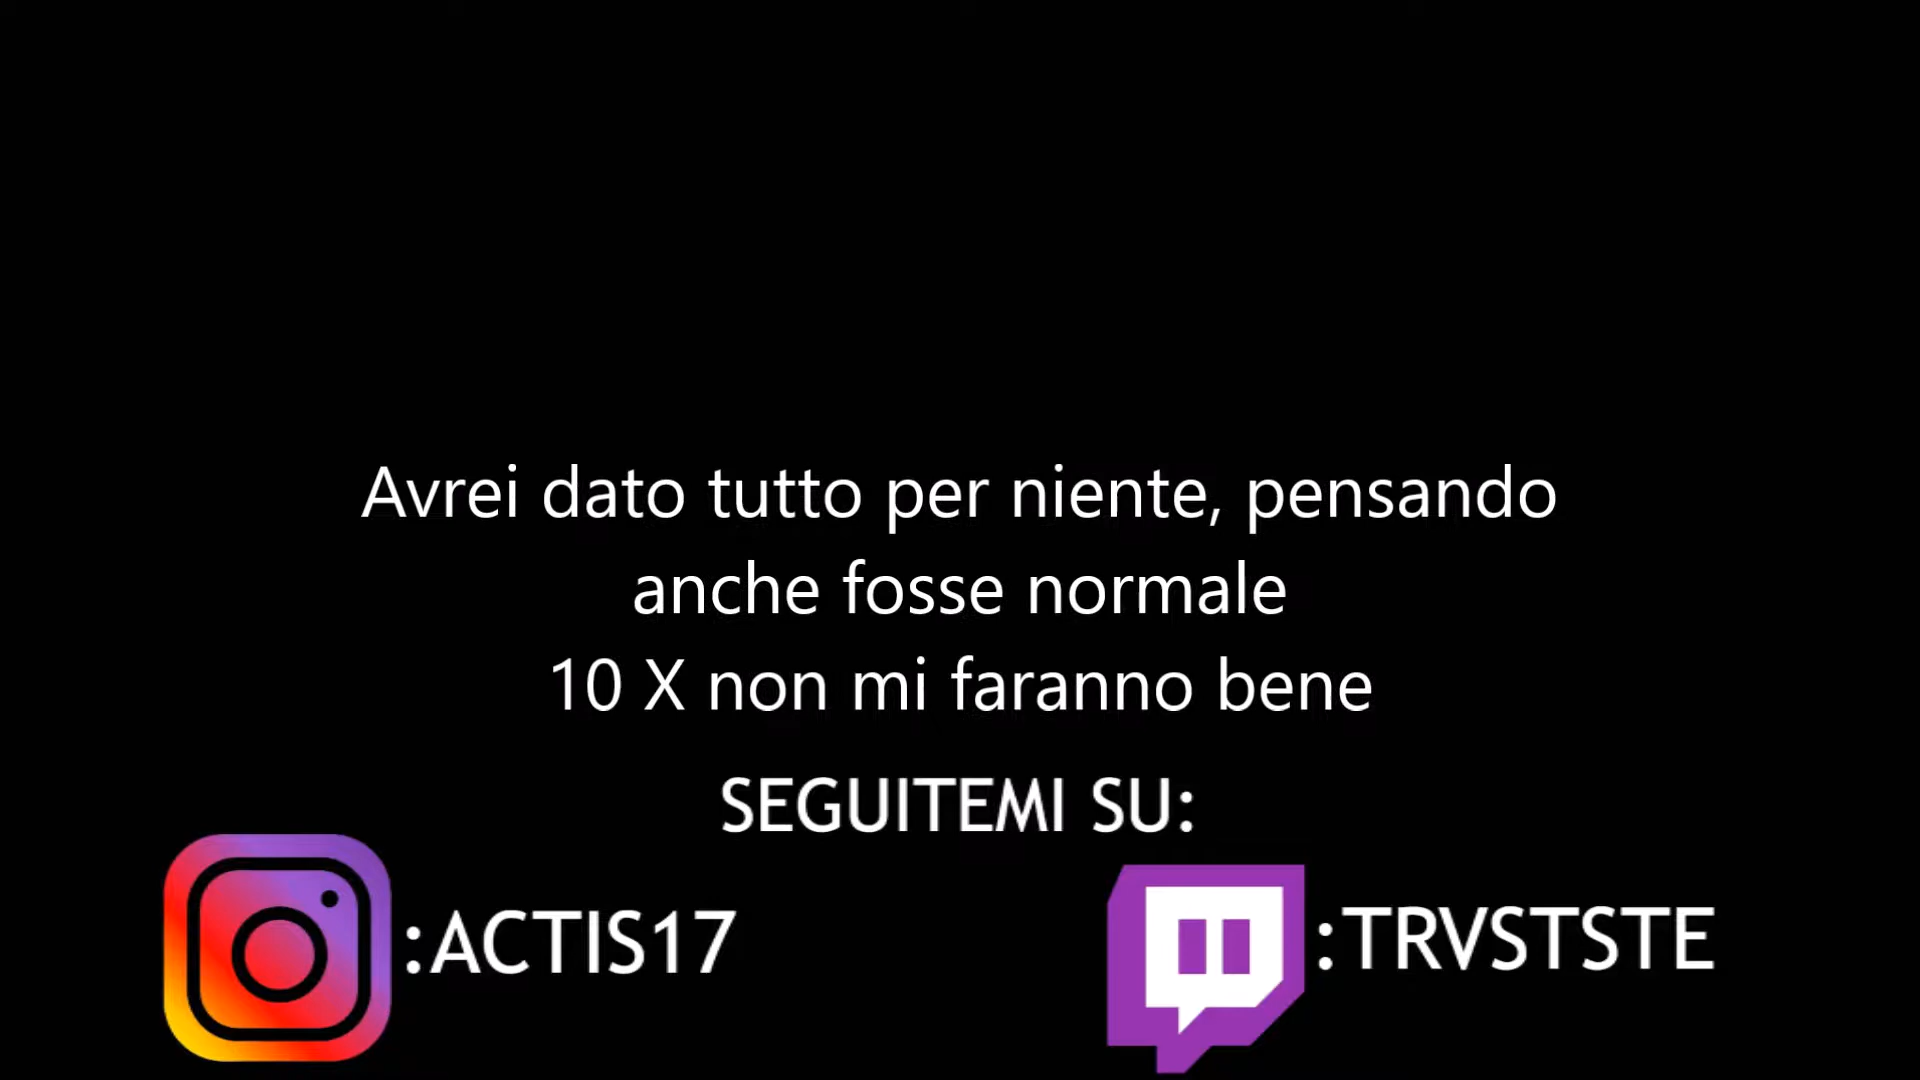 Avrei dato tutto per niente, pensando
anche fosse normale
10 X non mi faranno bene
SEGUITEMI SU:
:ACTIS17
:TRVSTSTE